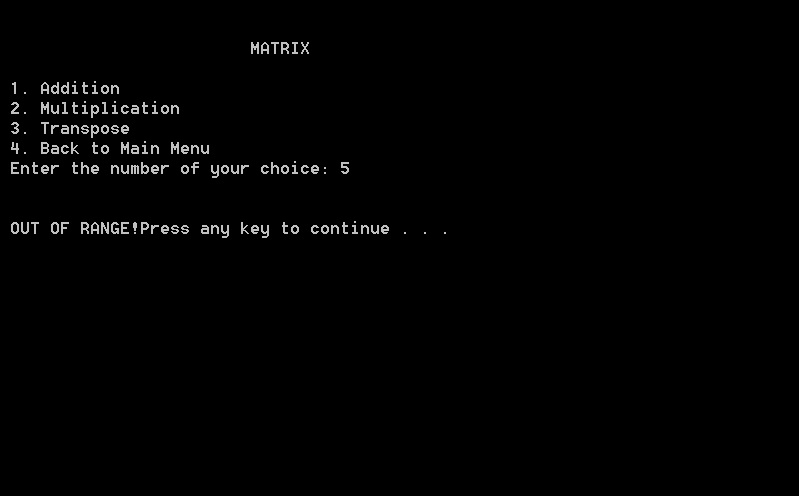 MATRIX
1. Addition
2. Multiplication
3. Transpose
4. Back to Main Menu
Enter the number of your choice: 5
OUT OF RANGE!Press any key to continue . . .